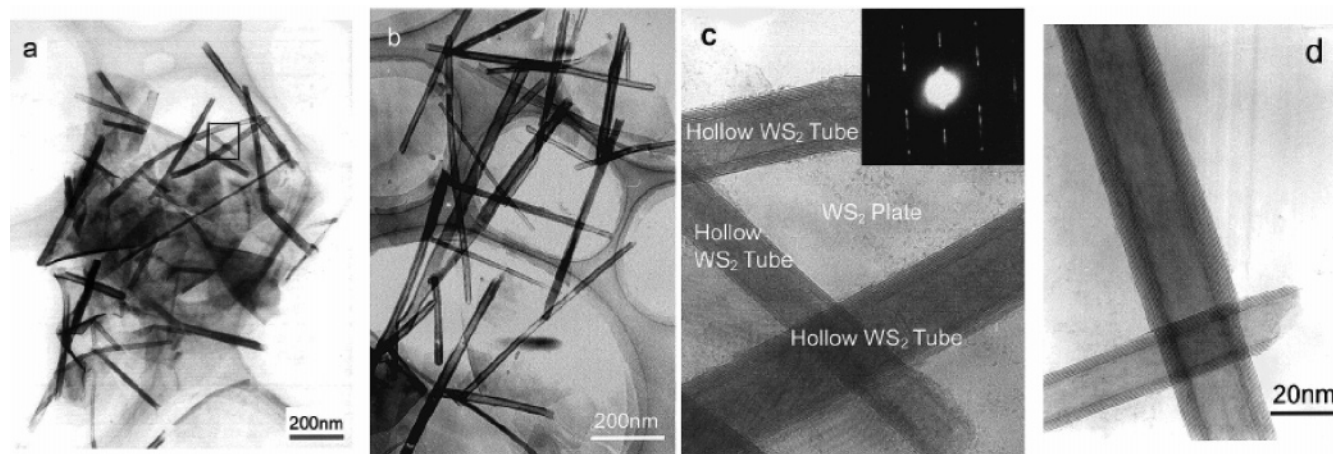 a
200nm
b
200nm
c
Hollow WS₂ Tube
WS₂ Plate
Hollow
WS₂ Tube
Hollow WS₂ Tube
d
20nm